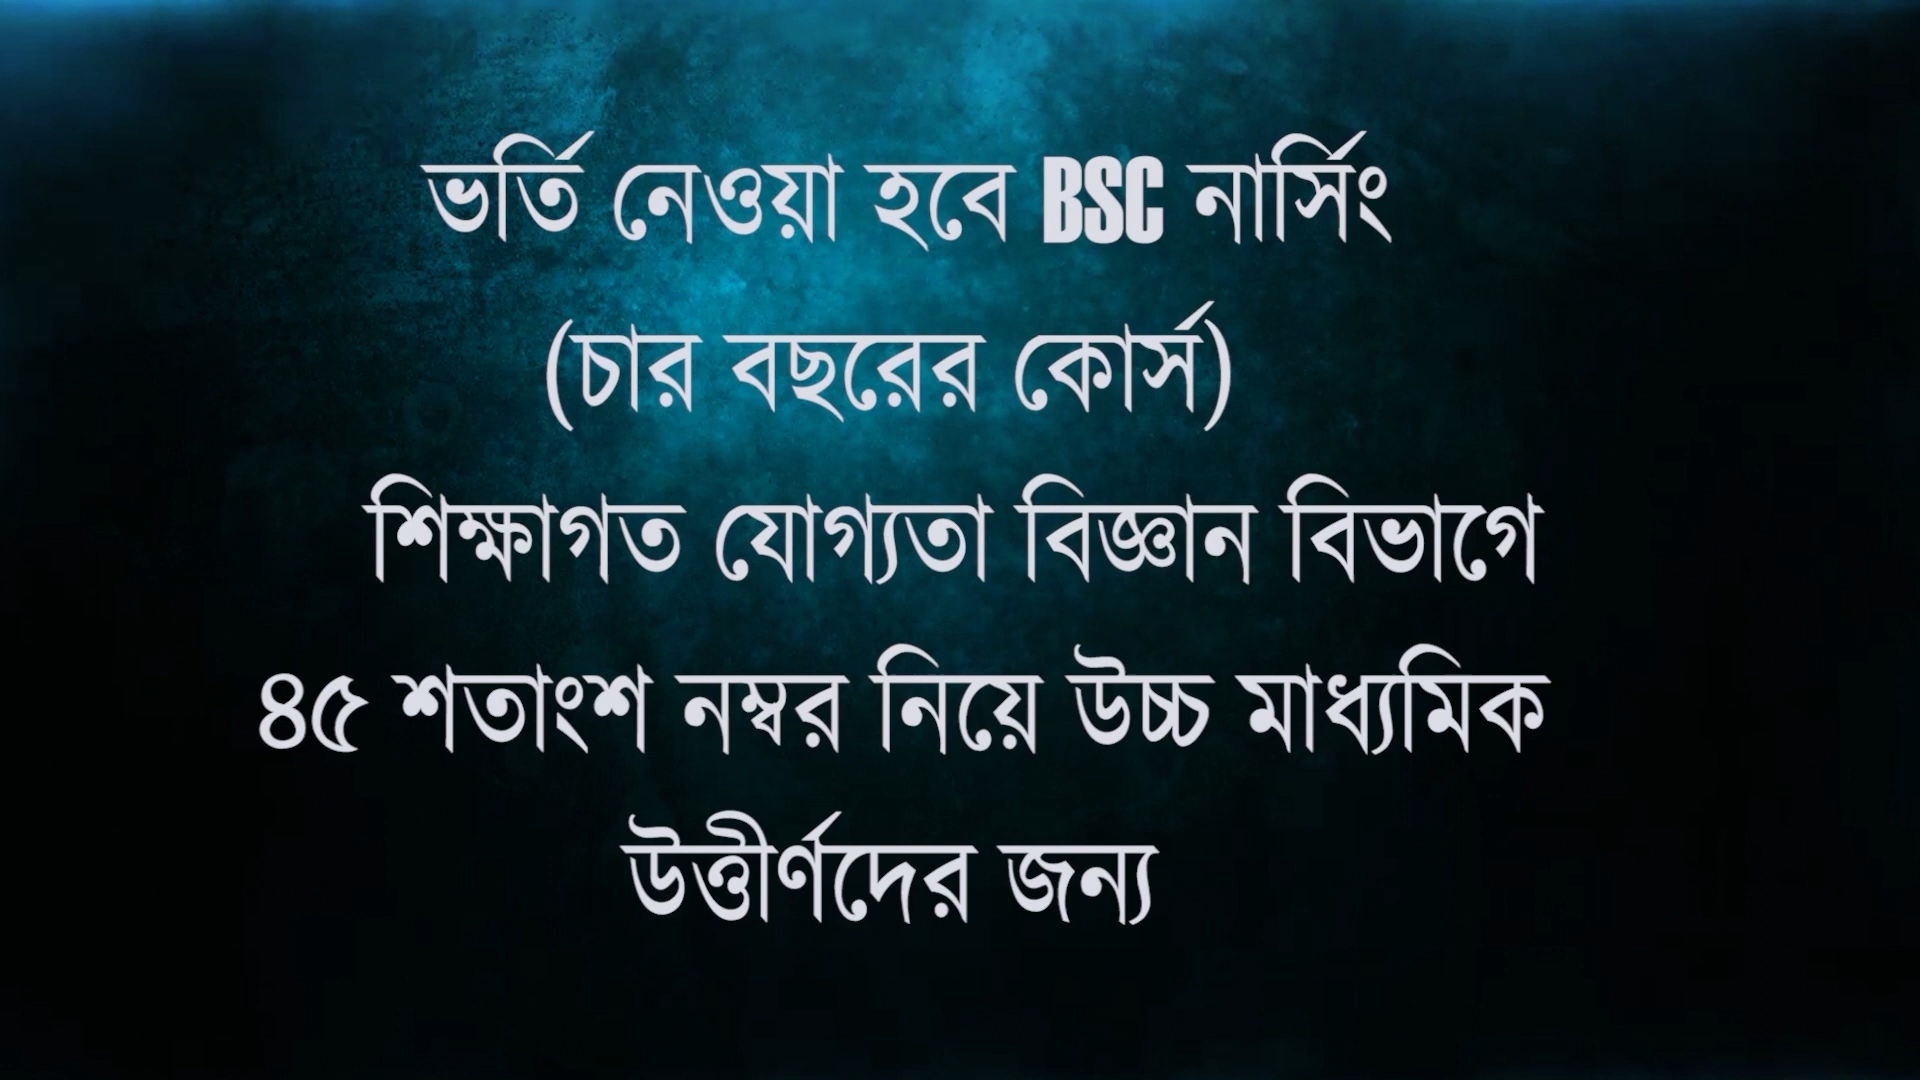 ভর্তি নেওয়া হবে BSC নার্সিং
(চার বছরের কোর্স)
শিক্ষাগত যোগ্যতা বিজ্ঞান বিভাগে
৪৫ শতাংশ নম্বর নিয়ে উচ্চ মাধ্যমিক
উত্তীর্ণদের জন্য